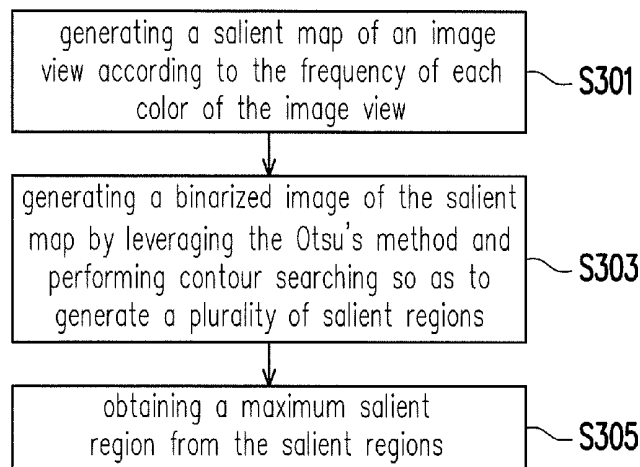 generating a salient map of an image
view according to the frequency of each
color of the image view
S301
generating a binarized image of the salient
map by leveraging the Otsu's method and
performing contour searching so as to
generate a plurality of salient regions
S303
obtaining a maximum salient
region from the salient regions
S305